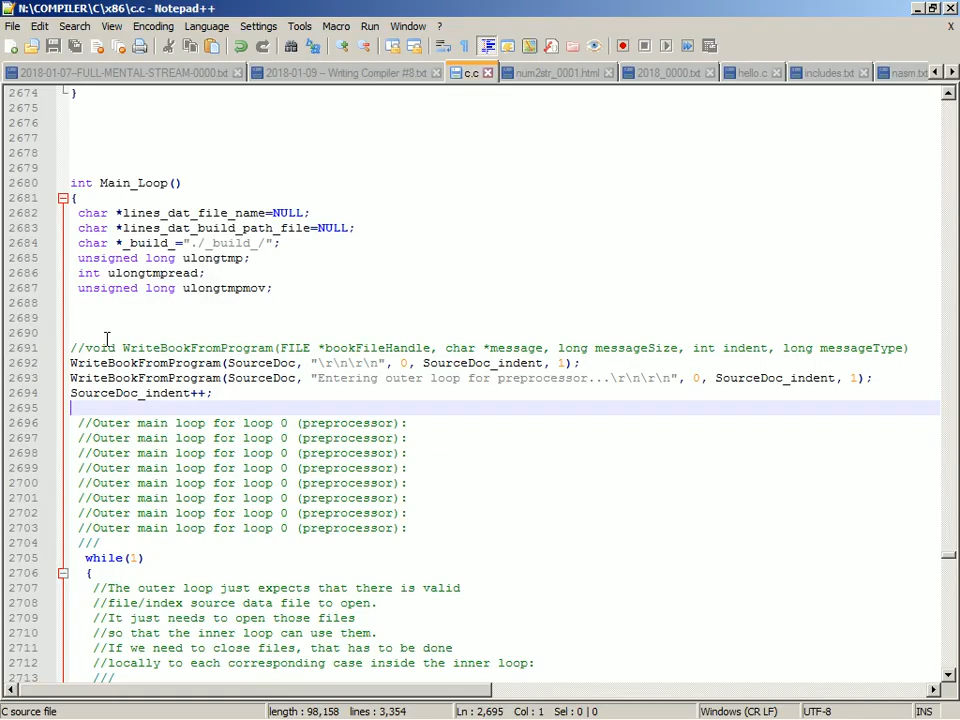 N:\COMPILER\C\x86\c.c - Notepad++
File Edit Search View Encoding Language Settings Tools Macro Run Window ?
X
2018-01-07-FULL-MENTAL-STREAM-0000.txt 2018-01-09 -- Writing Compiler #8.txt c.c num2str_0001.html 2018_0000.txt hello.c includes.txt nasm.txt
2674 }
2675
2676
2677
2678
2679
2680 int Main_Loop()
2681 {
2682 char *lines_dat_file_name=NULL;
2683 char *lines_dat_build_path_file=NULL;
2684 char *_build_="./_build_/";
2685 unsigned long ulongtmp;
2686 int ulongtmpread;
2687 unsigned long ulongtmpmov;
2688
2689
2690
2691 //void WriteBookFromProgram(FILE *bookFileHandle, char *message, long messageSize, int indent, long messageType)
2692 WriteBookFromProgram(SourceDoc, "\r\n\r\n", 0, SourceDoc_indent, 1);
2693 WriteBookFromProgram(SourceDoc, "Entering outer loop for preprocessor...\r\n\r\n", 0, SourceDoc_indent, 1);
2694 SourceDoc_indent++;
2695
2696 //Outer main loop for loop 0 (preprocessor):
2697 //Outer main loop for loop 0 (preprocessor):
2698 //Outer main loop for loop 0 (preprocessor):
2699 //Outer main loop for loop 0 (preprocessor):
2700 //Outer main loop for loop 0 (preprocessor):
2701 //Outer main loop for loop 0 (preprocessor):
2702 //Outer main loop for loop 0 (preprocessor):
2703 //Outer main loop for loop 0 (preprocessor):
2704 ///
2705 while(1)
2706 {
2707 //The outer loop just expects that there is valid
2708 //file/index source data file to open.
2709 //It just needs to open those files
2710 //so that the inner loop can use them.
2711 //If we need to close files, that has to be done
2712 //locally to each corresponding case inside the inner loop:
2713 ///
C source file length : 98,158 lines : 3,354 Ln : 2,695 Col : 1 Sel : 0 | 0 Windows (CR LF) UTF-8 INS